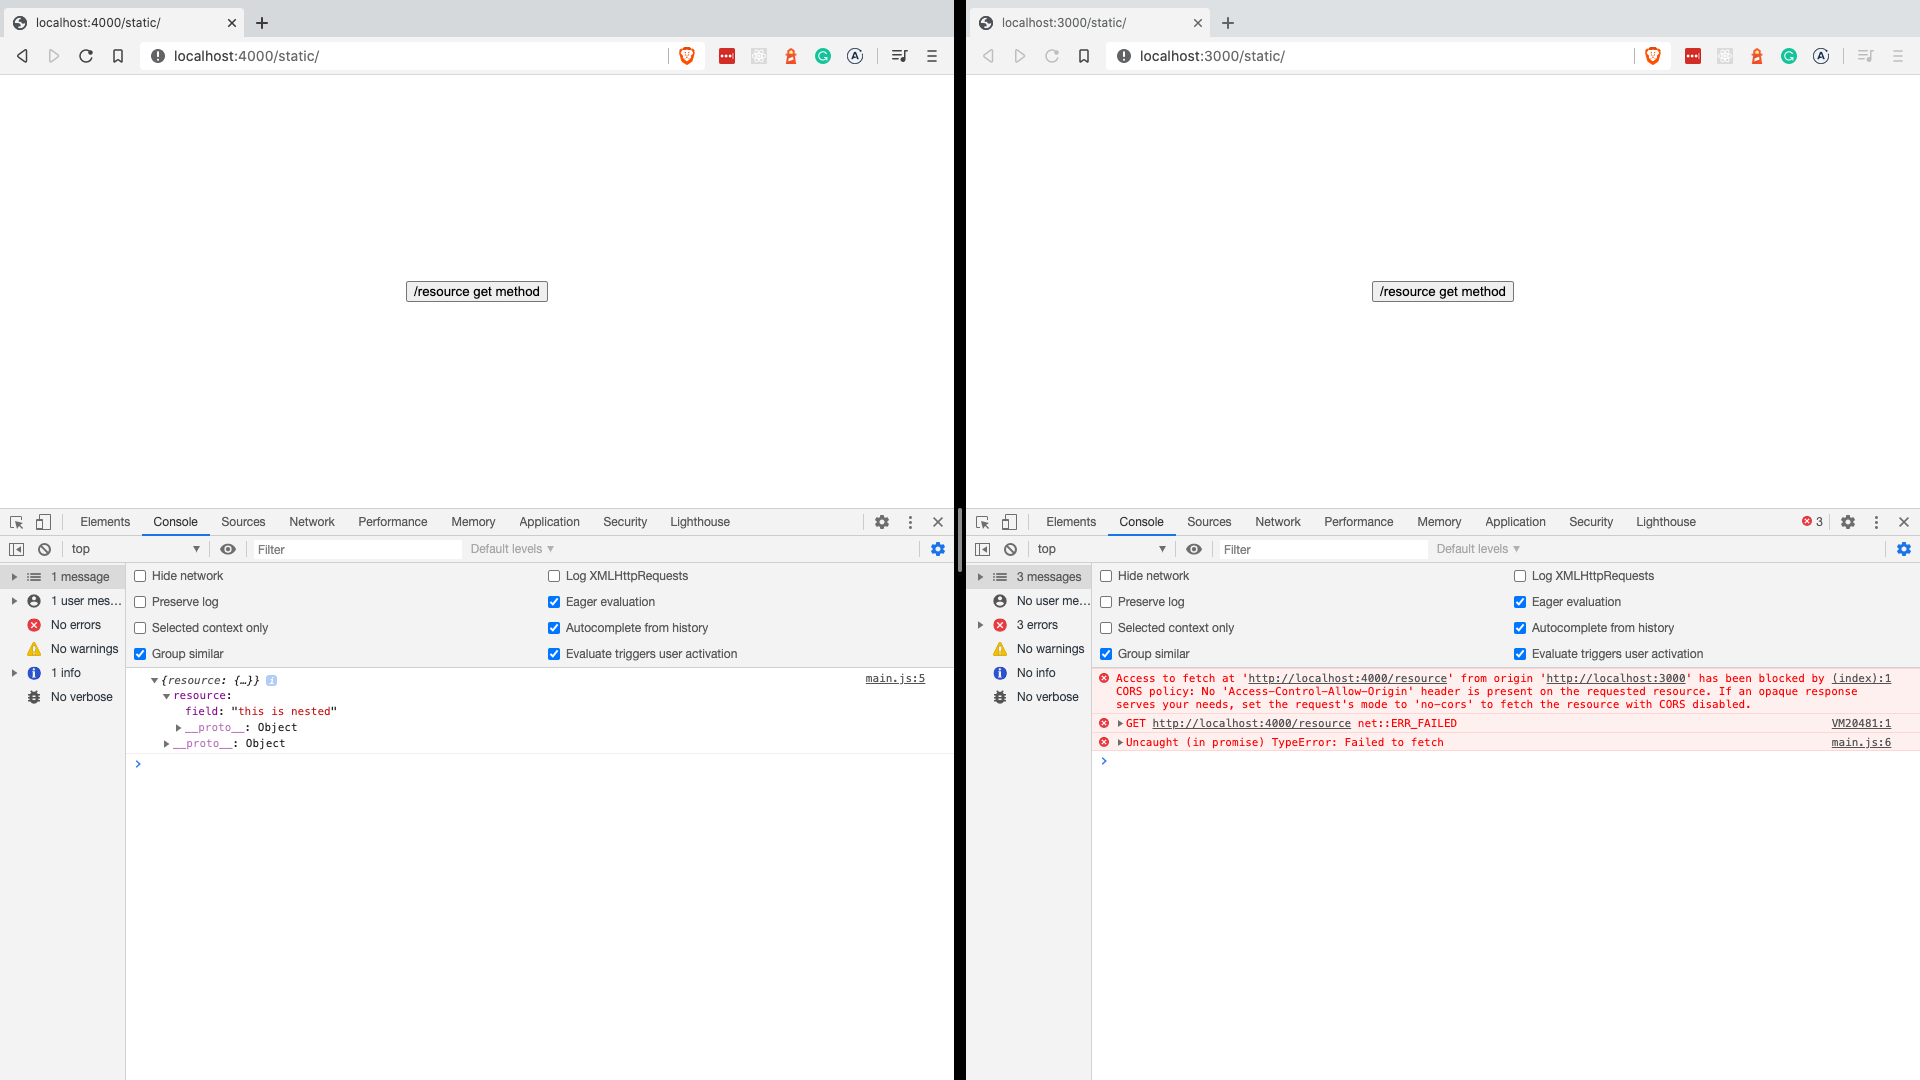 localhost:4000/static/
localhost:4000/static/
/resource get method
Elements Console Sources Network Performance Memory Application Security Lighthouse
top Filter Default levels
1 message
1 user mes...
No errors
No warnings
1 info
No verbose
Hide network Log XMLHttpRequests
Preserve log Eager evaluation
Selected context only Autocomplete from history
Group similar Evaluate triggers user activation
{resource: {…}} i main.js:5
resource:
field: "this is nested"
__proto__: Object
__proto__: Object
localhost:3000/static/
localhost:3000/static/
/resource get method
Elements Console Sources Network Performance Memory Application Security Lighthouse 3
top Filter Default levels
3 messages
No user me...
3 errors
No warnings
No info
No verbose
Hide network Log XMLHttpRequests
Preserve log Eager evaluation
Selected context only Autocomplete from history
Group similar Evaluate triggers user activation
Access to fetch at 'http://localhost:4000/resource' from origin 'http://localhost:3000' has been blocked by (index):1
CORS policy: No 'Access-Control-Allow-Origin' header is present on the requested resource. If an opaque response
serves your needs, set the request's mode to 'no-cors' to fetch the resource with CORS disabled.
GET http://localhost:4000/resource net::ERR_FAILED VM20481:1
Uncaught (in promise) TypeError: Failed to fetch main.js:6